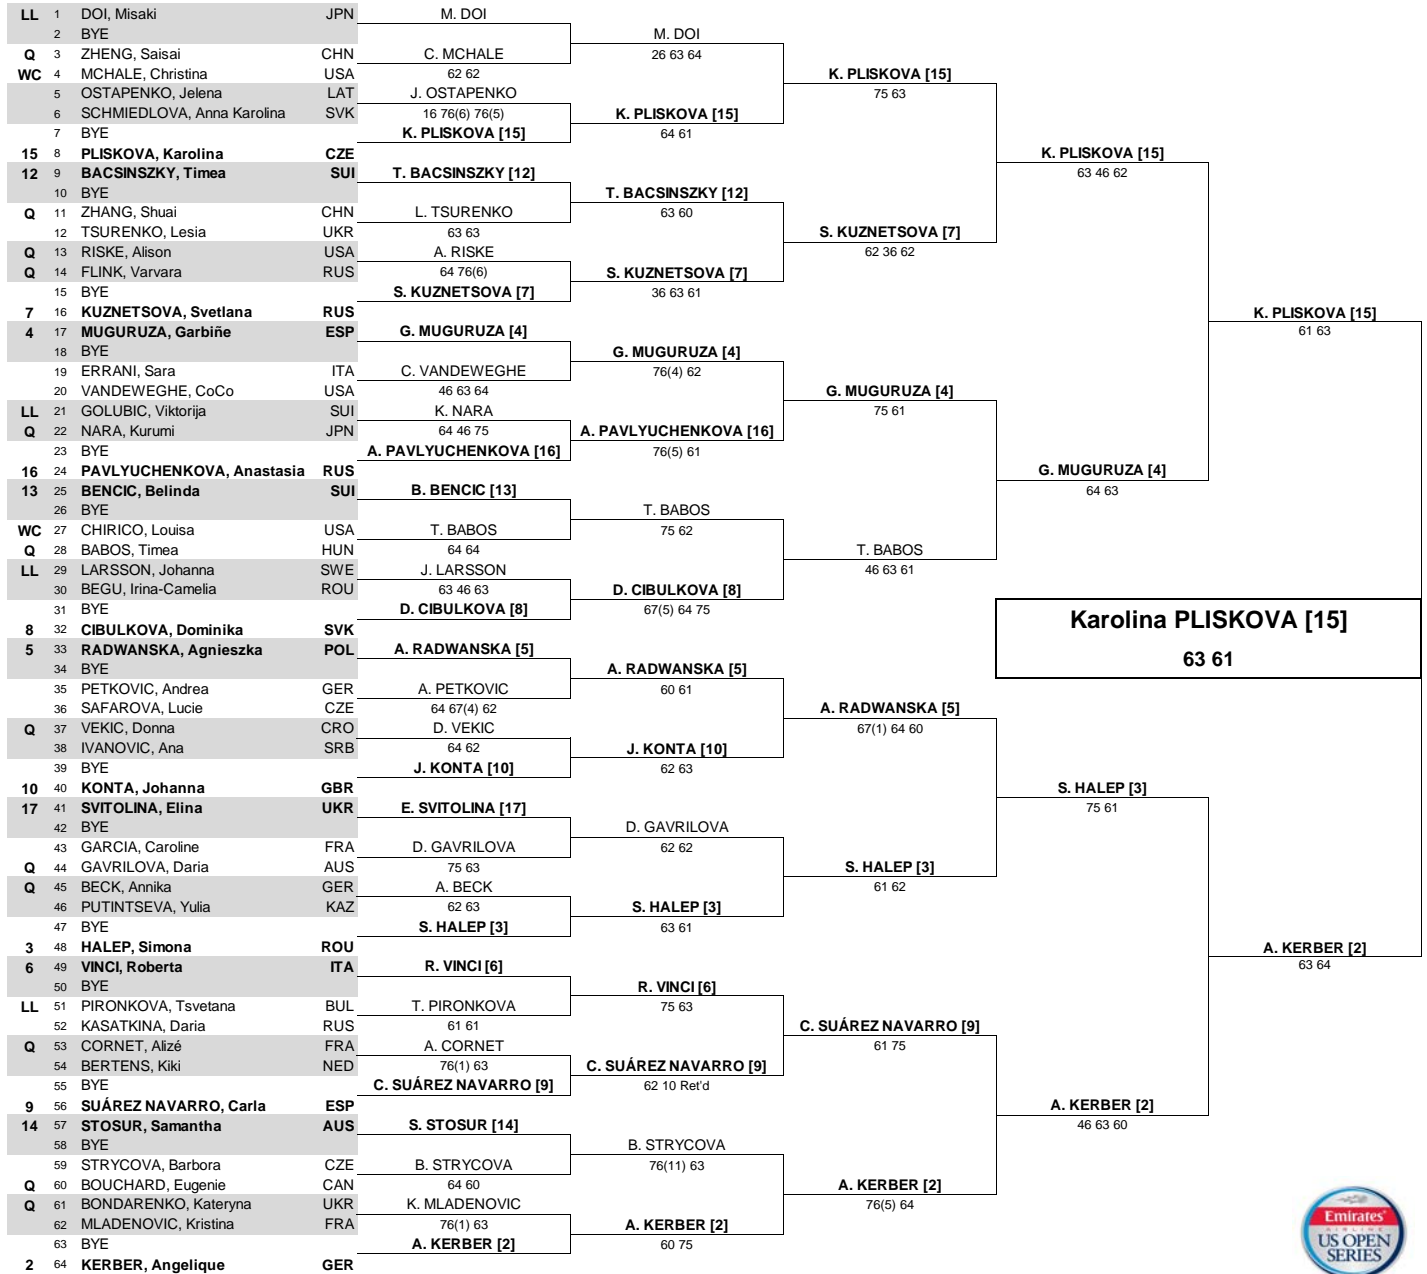 LL 1 DOI, Misaki JPN M. DOI
2 BYE M. DOI
Q 3 ZHENG, Saisai CHN C. MCHALE 26 63 64
WC 4 MCHALE, Christina USA 62 62 K. PLISKOVA [15]
5 OSTAPENKO, Jelena LAT J. OSTAPENKO 75 63
6 SCHMIEDLOVA, Anna Karolina SVK 16 76(6) 76(5) K. PLISKOVA [15]
7 BYE K. PLISKOVA [15] 64 61
15 8 PLISKOVA, Karolina CZE K. PLISKOVA [15]
12 9 BACSINSZKY, Timea SUI T. BACSINSZKY [12] 63 46 62
10 BYE T. BACSINSZKY [12]
Q 11 ZHANG, Shuai CHN L. TSURENKO 63 60
12 TSURENKO, Lesia UKR 63 63 S. KUZNETSOVA [7]
Q 13 RISKE, Alison USA A. RISKE 62 36 62
Q 14 FLINK, Varvara RUS 64 76(6) S. KUZNETSOVA [7]
15 BYE S. KUZNETSOVA [7] 36 63 61
7 16 KUZNETSOVA, Svetlana RUS K. PLISKOVA [15]
4 17 MUGURUZA, Garbiñe ESP G. MUGURUZA [4] 61 63
18 BYE G. MUGURUZA [4]
19 ERRANI, Sara ITA C. VANDEWEGHE 76(4) 62
20 VANDEWEGHE, CoCo USA 46 63 64 G. MUGURUZA [4]
LL 21 GOLUBIC, Viktorija SUI K. NARA 75 61
Q 22 NARA, Kurumi JPN 64 46 75 A. PAVLYUCHENKOVA [16]
23 BYE A. PAVLYUCHENKOVA [16] 76(5) 61
16 24 PAVLYUCHENKOVA, Anastasia RUS G. MUGURUZA [4]
13 25 BENCIC, Belinda SUI B. BENCIC [13] 64 63
26 BYE T. BABOS
WC 27 CHIRICO, Louisa USA T. BABOS 75 62
Q 28 BABOS, Timea HUN 64 64 T. BABOS
LL 29 LARSSON, Johanna SWE J. LARSSON 46 63 61
30 BEGU, Irina-Camelia ROU 63 46 63 D. CIBULKOVA [8]
31 BYE D. CIBULKOVA [8] 67(5) 64 75
Karolina PLISKOVA [15]
8 32 CIBULKOVA, Dominika SVK
5 33 RADWANSKA, Agnieszka POL A. RADWANSKA [5]
63 61
34 BYE A. RADWANSKA [5]
35 PETKOVIC, Andrea GER A. PETKOVIC 60 61
36 SAFAROVA, Lucie CZE 64 67(4) 62 A. RADWANSKA [5]
Q 37 VEKIC, Donna CRO D. VEKIC 67(1) 64 60
38 IVANOVIC, Ana SRB 64 62 J. KONTA [10]
39 BYE J. KONTA [10] 62 63
10 40 KONTA, Johanna GBR S. HALEP [3]
17 41 SVITOLINA, Elina UKR E. SVITOLINA [17] 75 61
42 BYE D. GAVRILOVA
43 GARCIA, Caroline FRA D. GAVRILOVA 62 62
Q 44 GAVRILOVA, Daria AUS 75 63 S. HALEP [3]
Q 45 BECK, Annika GER A. BECK 61 62
46 PUTINTSEVA, Yulia KAZ 62 63 S. HALEP [3]
47 BYE S. HALEP [3] 63 61
3 48 HALEP, Simona ROU A. KERBER [2]
6 49 VINCI, Roberta ITA R. VINCI [6] 63 64
50 BYE R. VINCI [6]
LL 51 PIRONKOVA, Tsvetana BUL T. PIRONKOVA 75 63
52 KASATKINA, Daria RUS 61 61 C. SUÁREZ NAVARRO [9]
Q 53 CORNET, Alizé FRA A. CORNET 61 75
54 BERTENS, Kiki NED 76(1) 63 C. SUÁREZ NAVARRO [9]
55 BYE C. SUÁREZ NAVARRO [9] 62 10 Ret'd
9 56 SUÁREZ NAVARRO, Carla ESP A. KERBER [2]
14 57 STOSUR, Samantha AUS S. STOSUR [14] 46 63 60
58 BYE B. STRYCOVA
59 STRYCOVA, Barbora CZE B. STRYCOVA 76(11) 63
Q 60 BOUCHARD, Eugenie CAN 64 60 A. KERBER [2]
Q 61 BONDARENKO, Kateryna UKR K. MLADENOVIC 76(5) 64
62 MLADENOVIC, Kristina FRA 76(1) 63 A. KERBER [2]
63 BYE A. KERBER [2] 60 75
2 64 KERBER, Angelique GER
Emirates
AIRLINE
US OPEN
SERIES